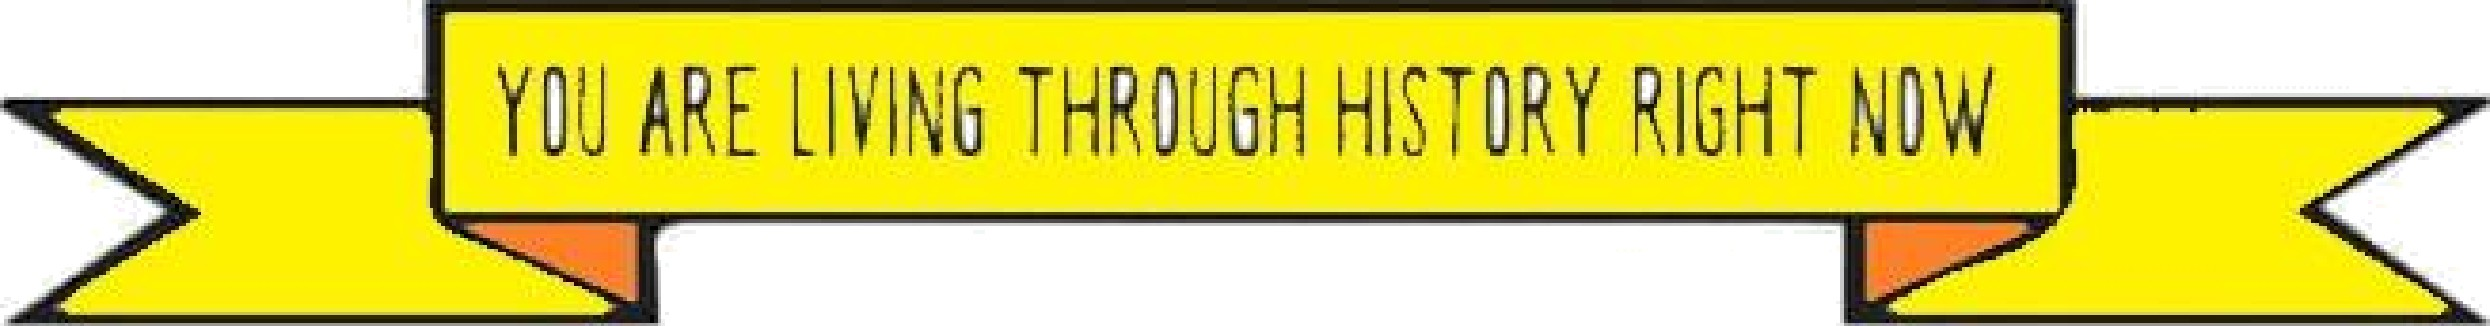 YOU ARE LIVING THROUGH HISTORY RIGHT NOW